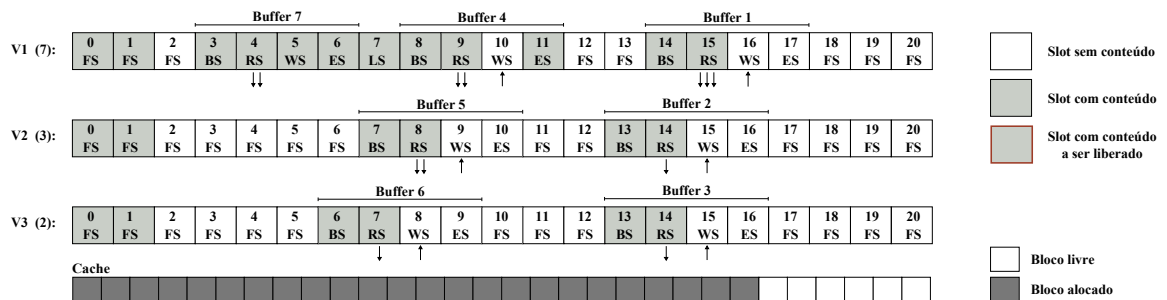 Buffer 7 Buffer 4 Buffer 1
V1 (7): 0 1 2 3 4 5 6 7 8 9 10 11 12 13 14 15 16 17 18 19 20
FS FS FS BS RS WS ES LS BS RS WS ES FS FS BS RS WS ES FS FS FS
Slot sem conteúdo
Buffer 5 Buffer 2
V2 (3): 0 1 2 3 4 5 6 7 8 9 10 11 12 13 14 15 16 17 18 19 20
FS FS FS FS FS FS FS BS RS WS ES FS FS BS RS WS ES FS FS FS FS
Slot com conteúdo
Slot com conteúdo
a ser liberado
Buffer 6 Buffer 3
V3 (2): 0 1 2 3 4 5 6 7 8 9 10 11 12 13 14 15 16 17 18 19 20
FS FS FS FS FS FS BS RS WS ES FS FS FS BS RS WS ES FS FS FS FS
Cache
Bloco livre
Bloco alocado